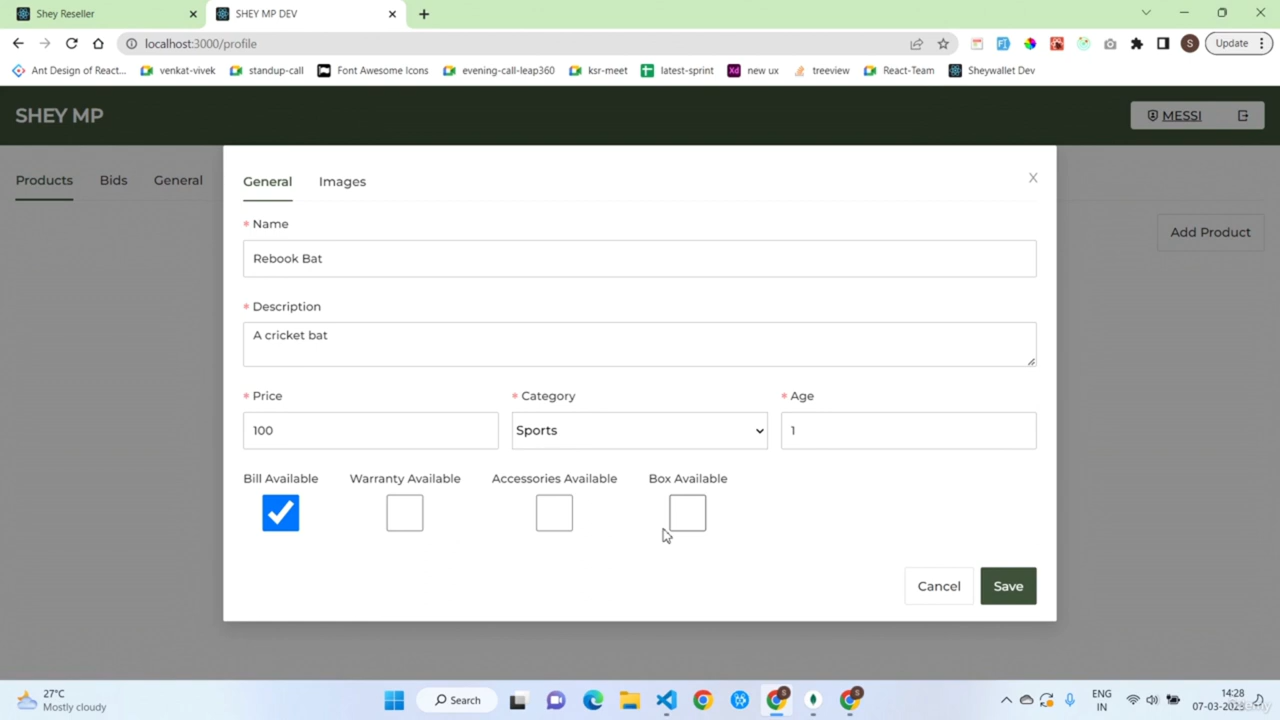 Shey Reseller
SHEY MP DEV
localhost:3000/profile
Update
Ant Design of React...
venkat-vivek
standup-call
Font Awesome Icons
evening-call-leap360
ksr-meet
latest-sprint
new ux
treeview
React-Team
Sheywallet Dev
SHEY MP
MESSI
Products
Bids
General
Add Product
General
Images
X
* Name
Rebook Bat
* Description
A cricket bat
* Price
* Category
* Age
100
Sports
1
Bill Available
Warranty Available
Accessories Available
Box Available
Cancel
Save
27°C
Mostly cloudy
Search
ENG
IN
14:28
07-03-2023